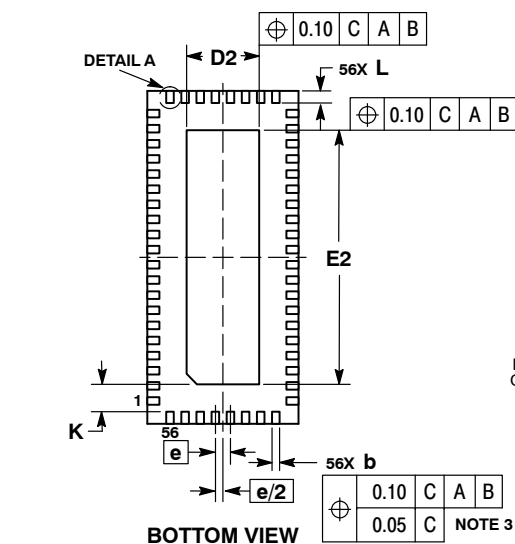 ⌖ 0.10 C A B
DETAIL A
D2
56X L
⌖ 0.10 C A B
E2
1
K
56
e
56X b
e/2
⌖ 0.10 C A B
0.05 C NOTE 3
BOTTOM VIEW